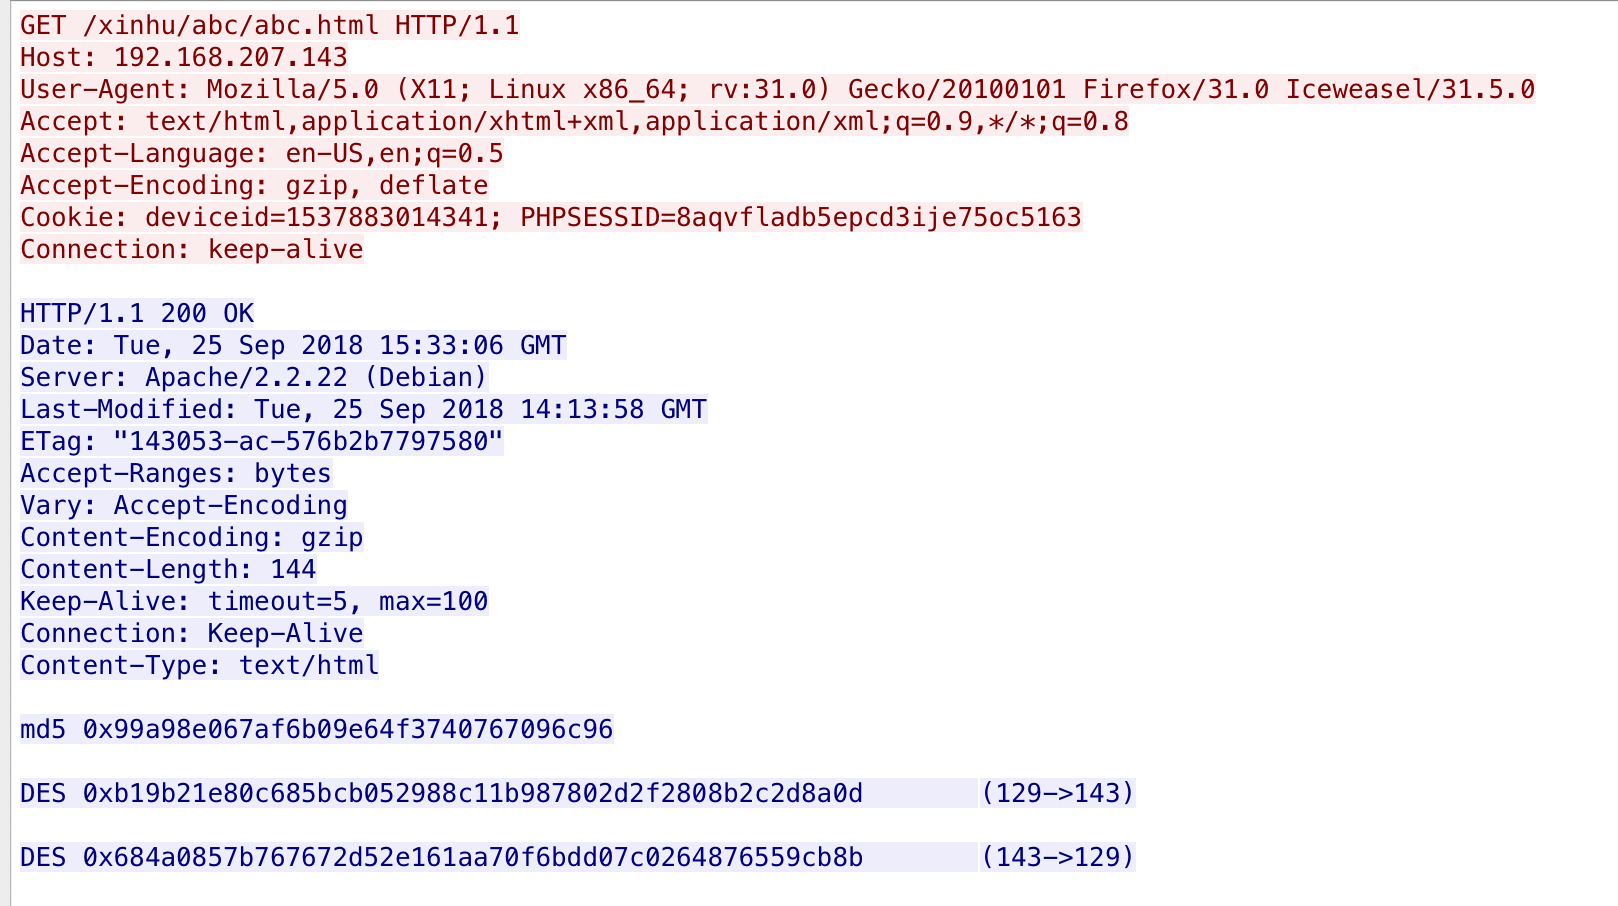 GET /xinhu/abc/abc.html HTTP/1.1
Host: 192.168.207.143
User-Agent: Mozilla/5.0 (X11; Linux x86_64; rv:31.0) Gecko/20100101 Firefox/31.0 Iceweasel/31.5.0
Accept: text/html,application/xhtml+xml,application/xml;q=0.9,*/*;q=0.8
Accept-Language: en-US,en;q=0.5
Accept-Encoding: gzip, deflate
Cookie: deviceid=1537883014341; PHPSESSID=8aqvfladb5epcd3ije75oc5163
Connection: keep-alive
HTTP/1.1 200 OK
Date: Tue, 25 Sep 2018 15:33:06 GMT
Server: Apache/2.2.22 (Debian)
Last-Modified: Tue, 25 Sep 2018 14:13:58 GMT
ETag: "143053-ac-576b2b7797580"
Accept-Ranges: bytes
Vary: Accept-Encoding
Content-Encoding: gzip
Content-Length: 144
Keep-Alive: timeout=5, max=100
Connection: Keep-Alive
Content-Type: text/html
md5 0x99a98e067af6b09e64f3740767096c96
DES 0xb19b21e80c685bcb052988c11b987802d2f2808b2c2d8a0d (129->143)
DES 0x684a0857b767672d52e161aa70f6bdd07c0264876559cb8b (143->129)